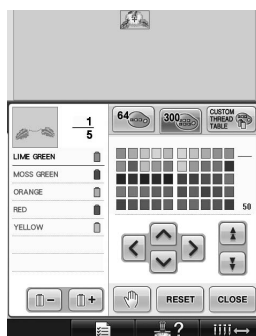 1
5
64
300
CUSTOM
THREAD
TABLE
LIME GREEN
MOSS GREEN
ORANGE
RED
YELLOW
50
RESET
CLOSE
?